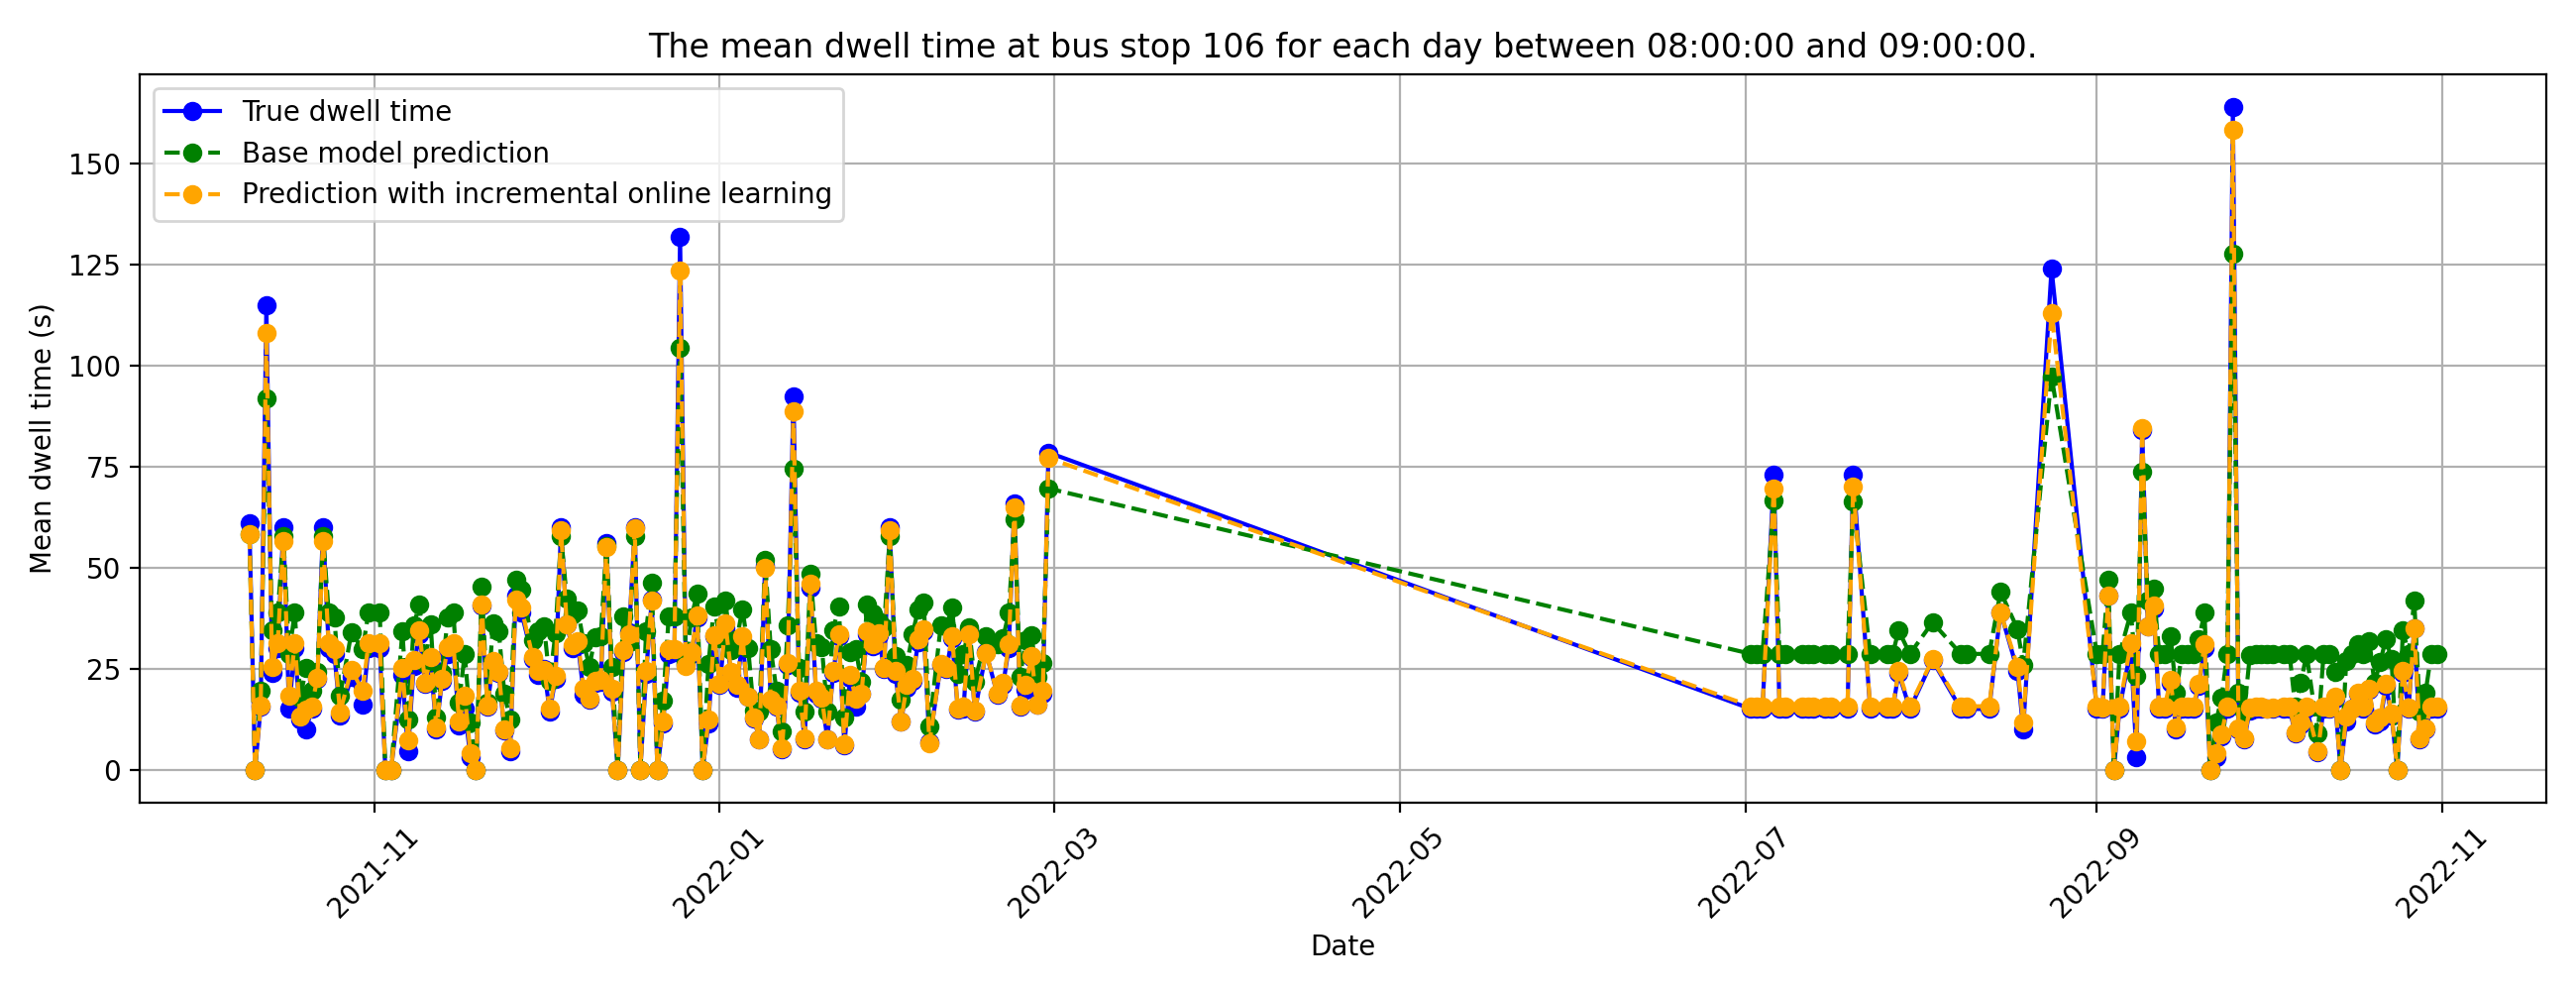 The mean dwell time at bus stop 106 for each day between 08:00:00 and 09:00:00.
True dwell time
Base model prediction
Prediction with incremental online learning
Mean dwell time (s)
150
125
100
75
50
25
0
2021-11
2022-01
2022-03
2022-05
2022-07
2022-09
2022-11
Date